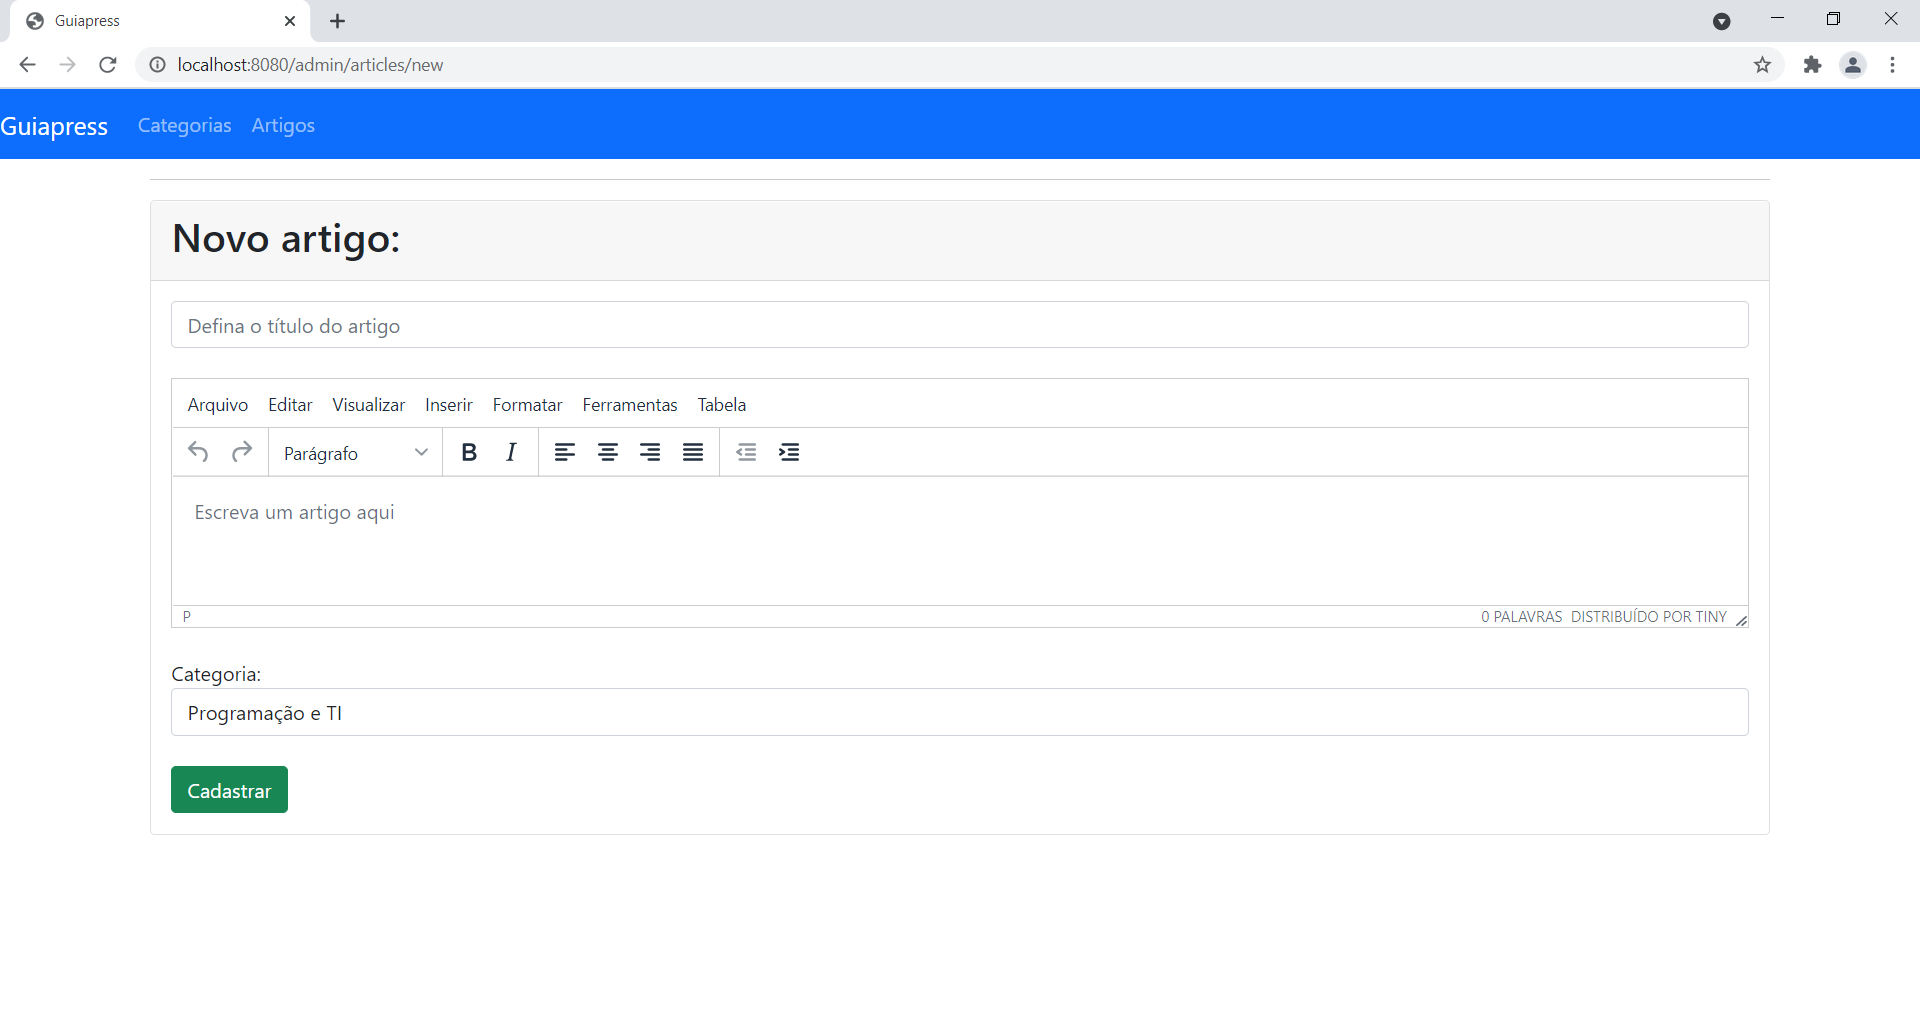 Guiapress
localhost:8080/admin/articles/new
Guiapress Categorias Artigos
Novo artigo:
Defina o título do artigo
Arquivo Editar Visualizar Inserir Formatar Ferramentas Tabela
Parágrafo B I
Escreva um artigo aqui
P 0 PALAVRAS DISTRIBUÍDO POR TINY
Categoria:
Programação e TI
Cadastrar